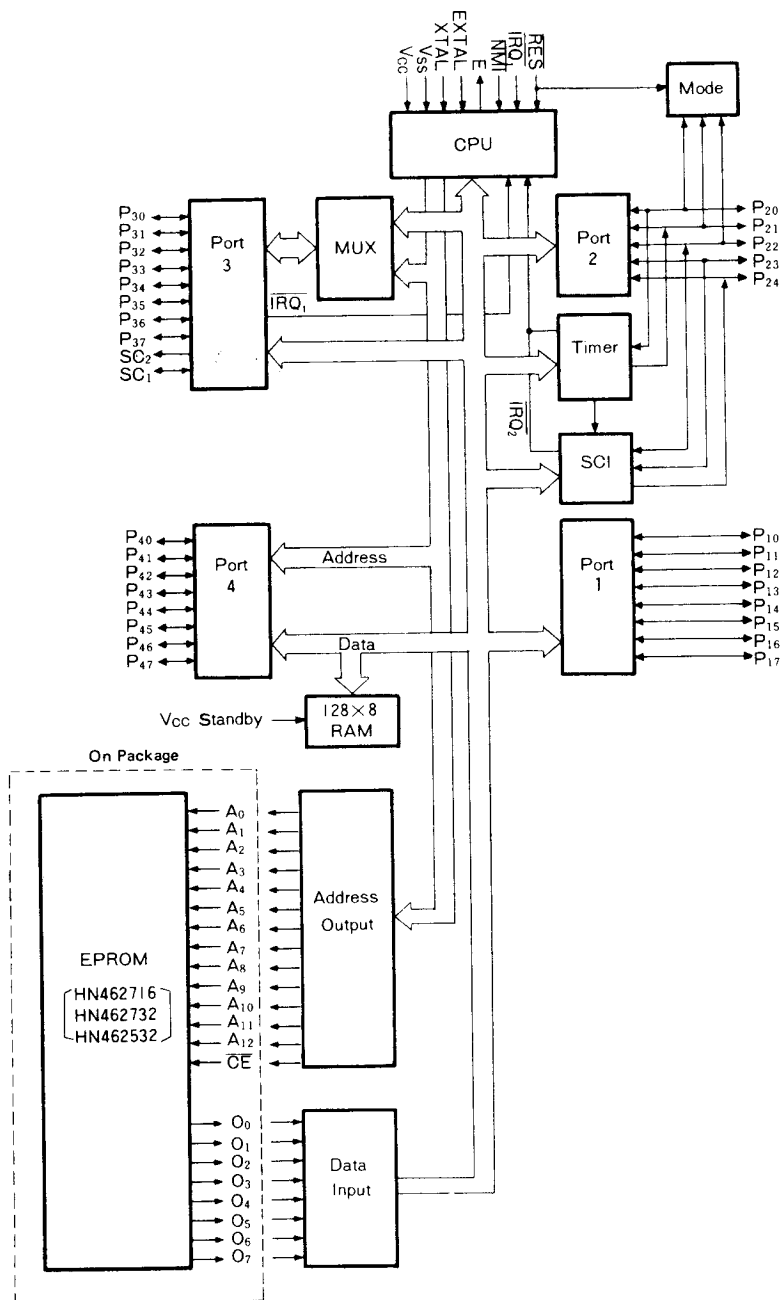 VCC
VSS
XTAL
EXTAL
E
NMI
IRQ1
RES
Mode
CPU
P30
P31
P32
P33
P34
P35
P36
P37
SC2
SC1
Port
3
MUX
IRQ1
Port
2
P20
P21
P22
P23
P24
Timer
IRQ2
SCI
P40
P41
P42
P43
P44
P45
P46
P47
Port
4
Address
Data
Port
1
P10
P11
P12
P13
P14
P15
P16
P17
VCC Standby
128×8
RAM
On Package
EPROM
HN462716
HN462732
HN462532
A0
A1
A2
A3
A4
A5
A6
A7
A8
A9
A10
A11
A12
CE
Address
Output
O0
O1
O2
O3
O4
O5
O6
O7
Data
Input